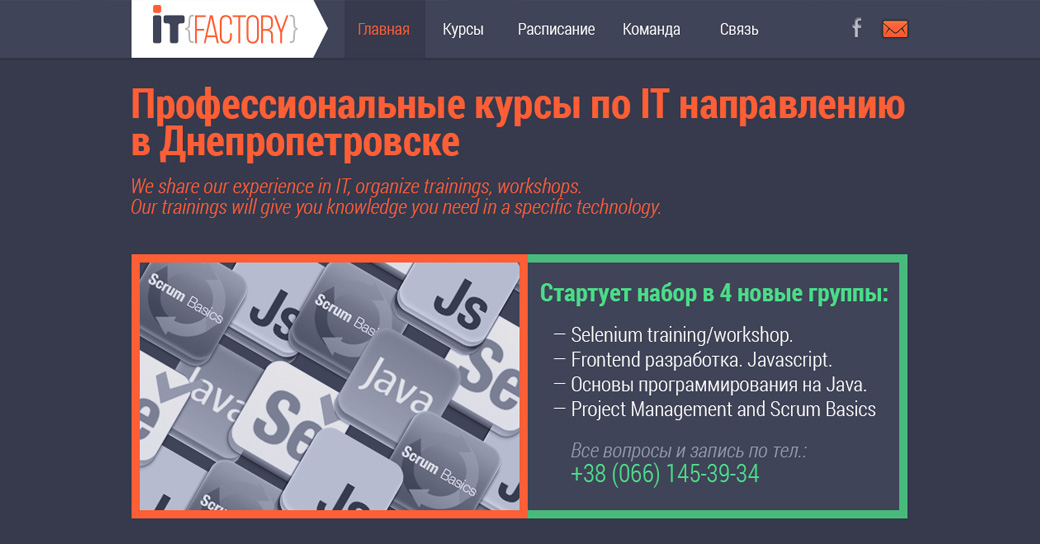 iT{FACTORY}
Главная Курсы Расписание Команда Связь
Профессиональные курсы по IT направлению
в Днепропетровске
We share our experience in IT, organize trainings, workshops.
Our trainings will give you knowledge you need in a specific technology.
Scrum Basics
Js
Scrum Basics
Js
Java
Se
Java
Se
Se
Scrum Basics
Js
Scrum Basics
Js
Стартует набор в 4 новые группы:
— Selenium training/workshop.
— Frontend разработка. Javascript.
— Основы программирования на Java.
— Project Management and Scrum Basics
Все вопросы и запись по тел.:
+38 (066) 145-39-34